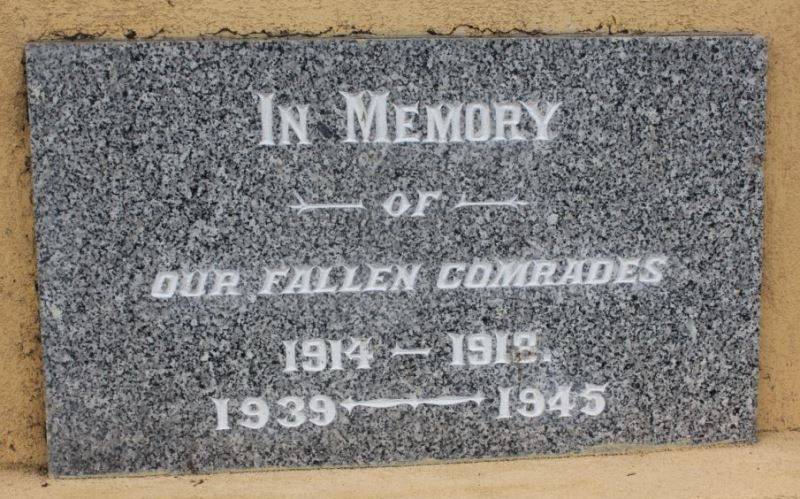 IN MEMORY
OF
OUR FALLEN COMRADES
1914 — 1918.
1939 — 1945